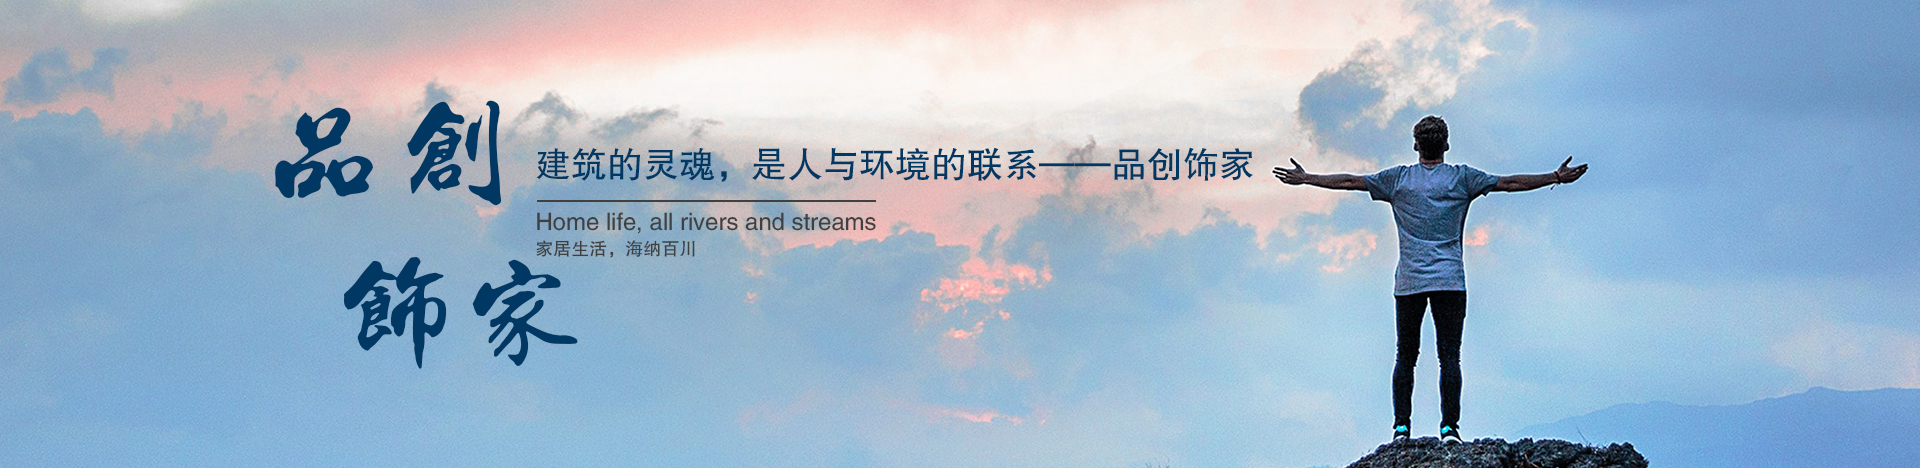 品創
飾家
建筑的灵魂，是人与环境的联系——品创饰家
Home life, all rivers and streams
家居生活，海纳百川